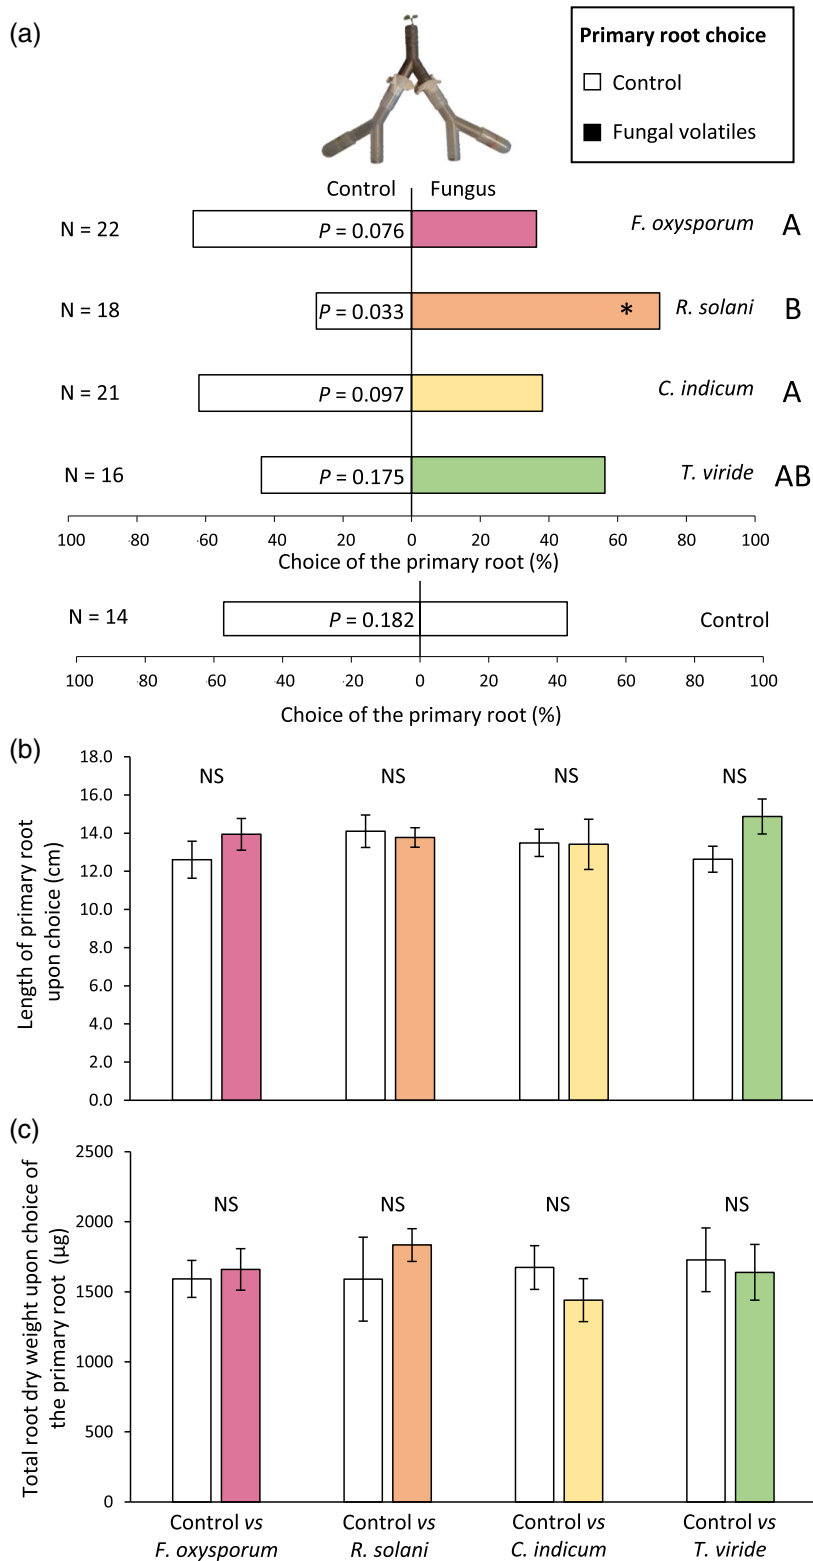 (a)
Primary root choice
Control
Fungal volatiles
Control Fungus
N = 22 P = 0.076 F. oxysporum A
N = 18 P = 0.033 * R. solani B
N = 21 P = 0.097 C. indicum A
N = 16 P = 0.175 T. viride AB
100 80 60 40 20 0 20 40 60 80 100
Choice of the primary root (%)
N = 14 P = 0.182 Control
100 80 60 40 20 0 20 40 60 80 100
Choice of the primary root (%)
(b)
Length of primary root
upon choice (cm)
18.0
16.0
14.0
12.0
10.0
8.0
6.0
4.0
2.0
0.0
NS NS NS NS
(c)
Total root dry weight upon choice of
the primary root (µg)
2500
2000
1500
1000
500
0
NS NS NS NS
Control vs Control vs Control vs Control vs
F. oxysporum R. solani C. indicum T. viride